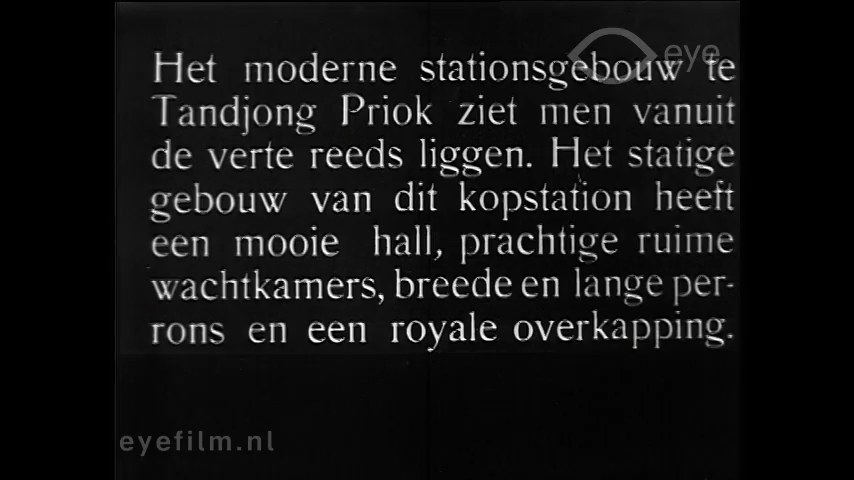 eye
Het moderne stationsgebouw te
Tandjong Priok ziet men vanuit
de verte reeds liggen. Het statige
gebouw van dit kopstation heeft
een mooie hall, prachtige ruime
wachtkamers, breede en lange per-
rons en een royale overkapping.
eyefilm.nl